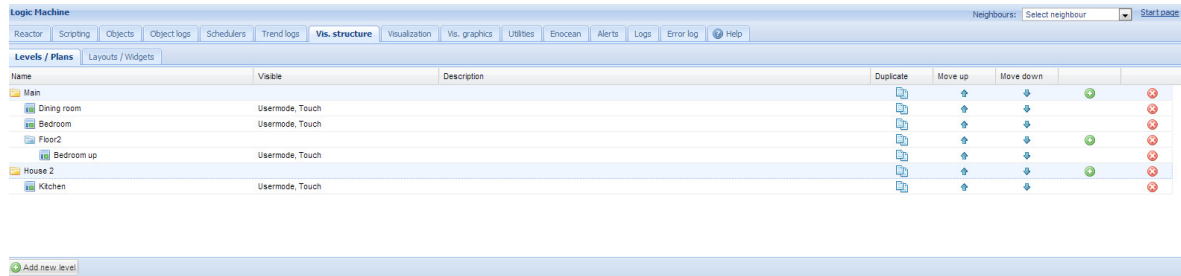 Logic Machine Neighbours: Select neighbour Start page
Reactor Scripting Objects Object logs Schedulers Trend logs Vis. structure Visualization Vis. graphics Utilities Enocean Alerts Logs Error log Help
Levels / Plans Layouts / Widgets
Name Visible Description Duplicate Move up Move down
Main
Dining room Usermode, Touch
Bedroom Usermode, Touch
Floor2
Bedroom up Usermode, Touch
House 2
Kitchen Usermode, Touch
Add new level